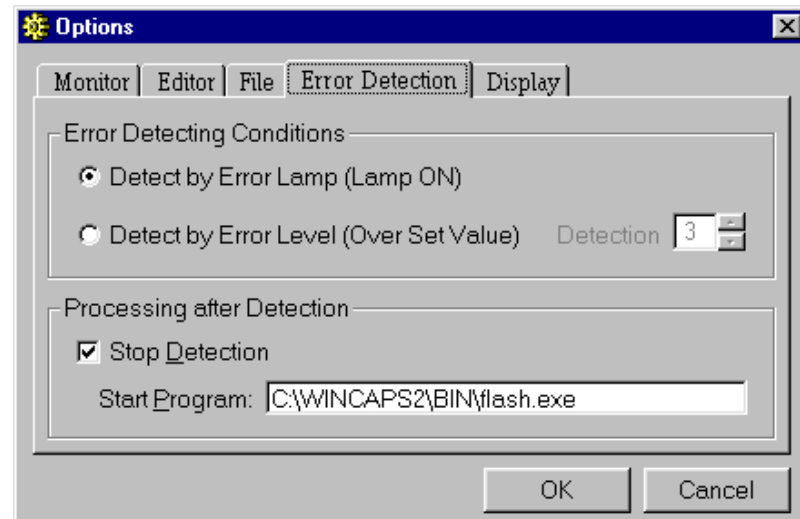 Options
Monitor Editor File Error Detection Display
Error Detecting Conditions
Detect by Error Lamp (Lamp ON)
Detect by Error Level (Over Set Value) Detection 3
Processing after Detection
Stop Detection
Start Program: C:\WINCAPS2\BIN\flash.exe
OK Cancel